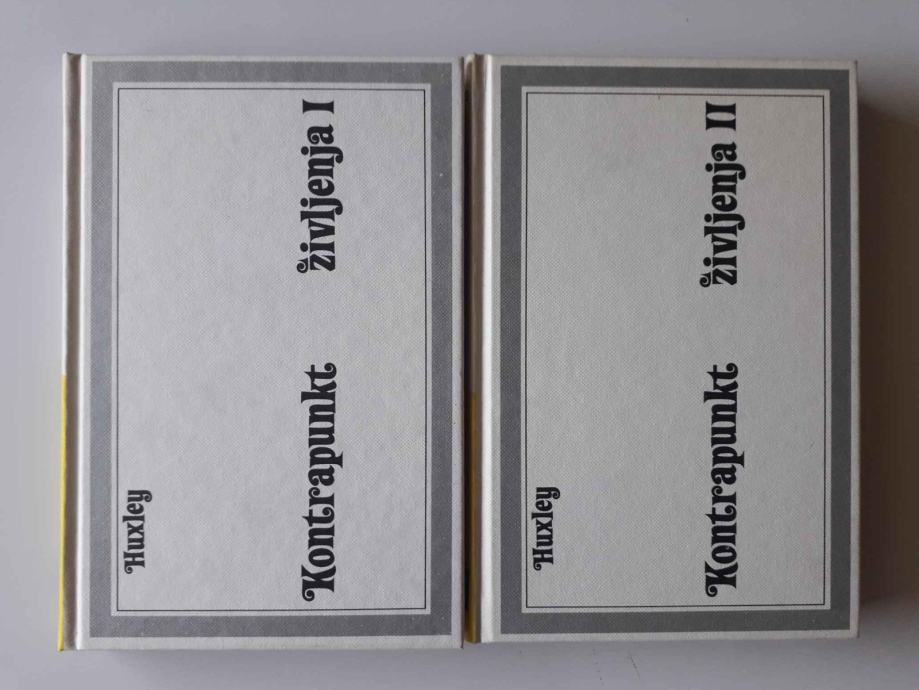 Huxley
Kontrapunkt življenja I
Huxley
Kontrapunkt življenja II